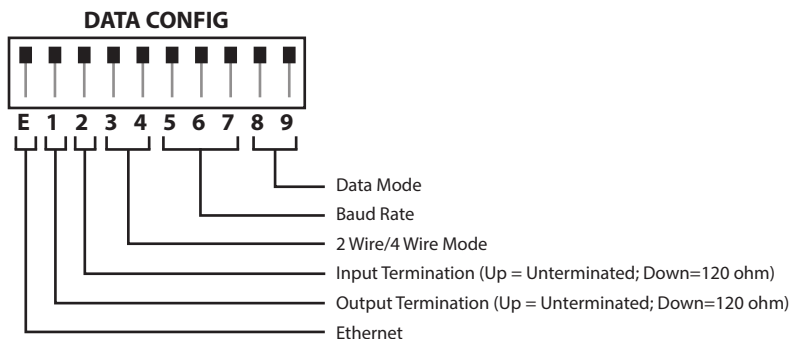 DATA CONFIG
E 1 2 3 4 5 6 7 8 9
Data Mode
Baud Rate
2 Wire/4 Wire Mode
Input Termination (Up = Unterminated; Down=120 ohm)
Output Termination (Up = Unterminated; Down=120 ohm)
Ethernet